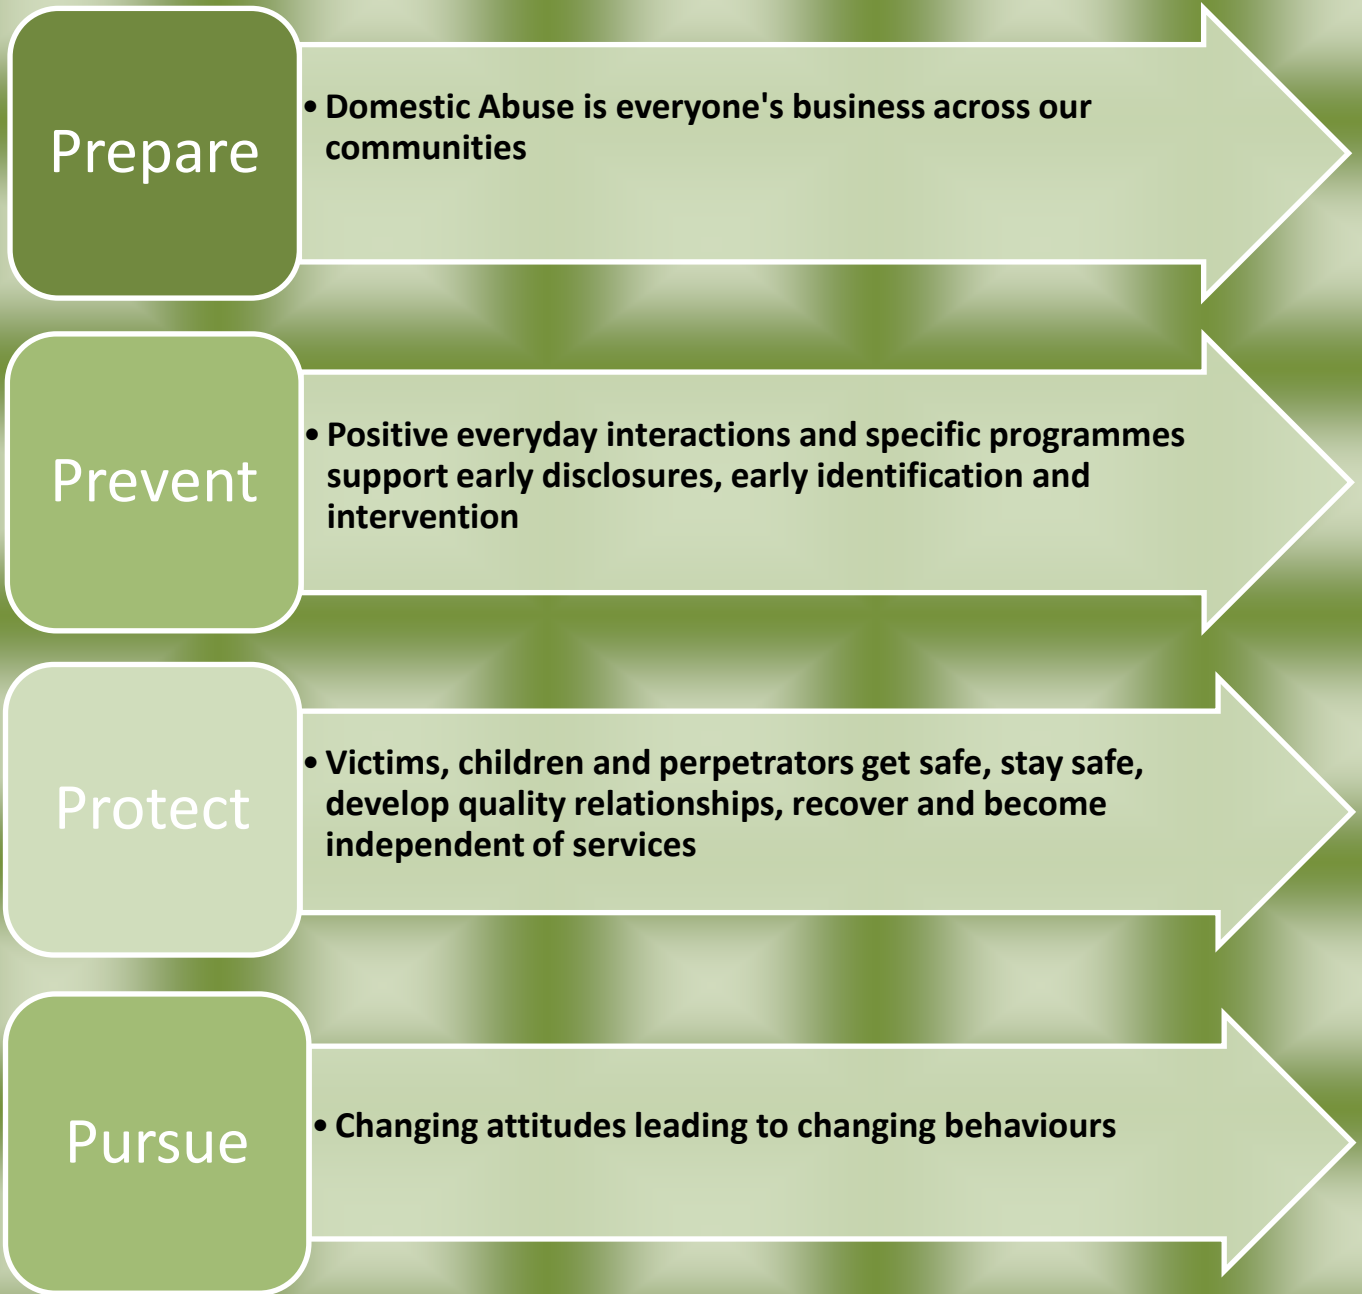 Prepare
• Domestic Abuse is everyone's business across our
communities
Prevent
• Positive everyday interactions and specific programmes
support early disclosures, early identification and
intervention
Protect
• Victims, children and perpetrators get safe, stay safe,
develop quality relationships, recover and become
independent of services
Pursue
• Changing attitudes leading to changing behaviours